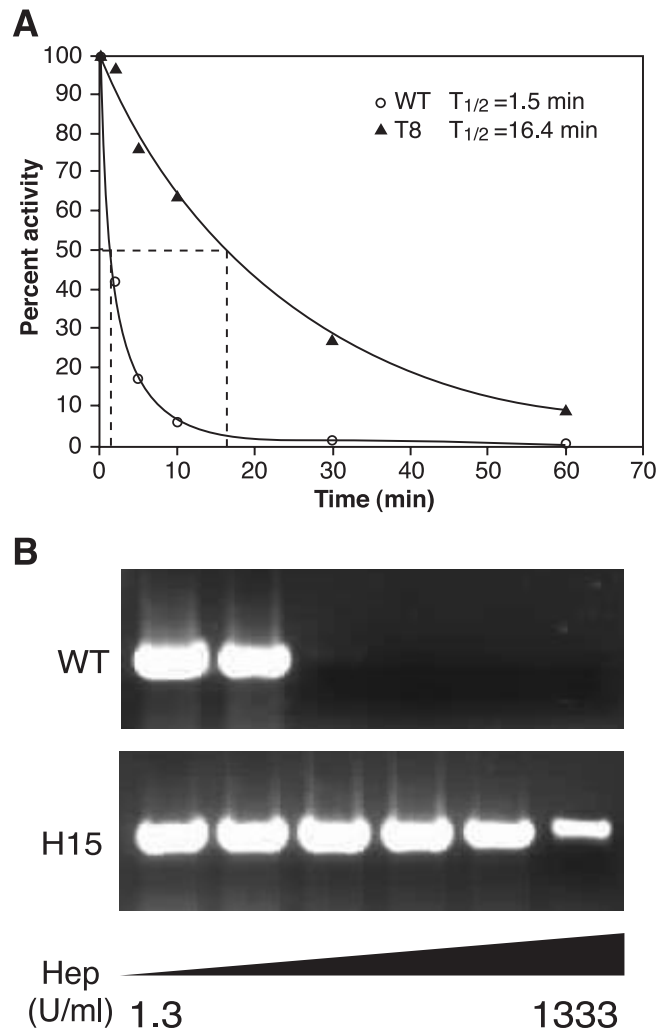 A
100
90
80
70
60
50
40
30
20
10
0
Percent activity
WT T1/2 =1.5 min
T8 T1/2 =16.4 min
0 10 20 30 40 50 60 70
Time (min)
B
WT
H15
Hep
(U/ml) 1.3 1333